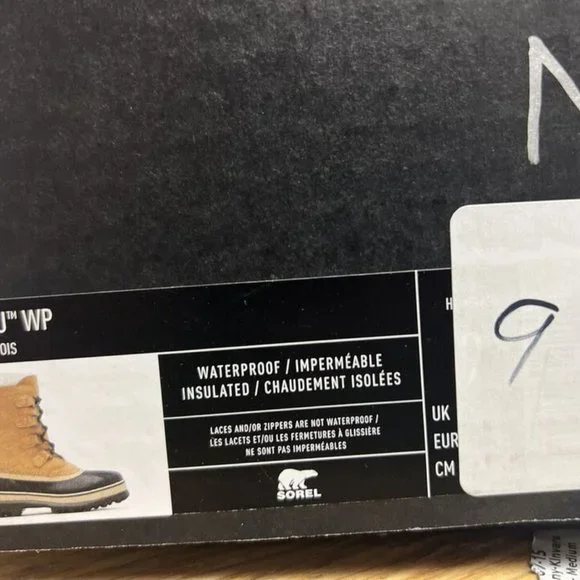 N
U™ WP
OIS
WATERPROOF / IMPERMÉABLE
INSULATED / CHAUDEMENT ISOLÉES
LACES AND/OR ZIPPERS ARE NOT WATERPROOF /
LES LACETS ET/OU LES FERMETURES À GLISSIÈRE
NE SONT PAS IMPERMÉABLES
SOREL
UK
EUR
CM
9
Medium